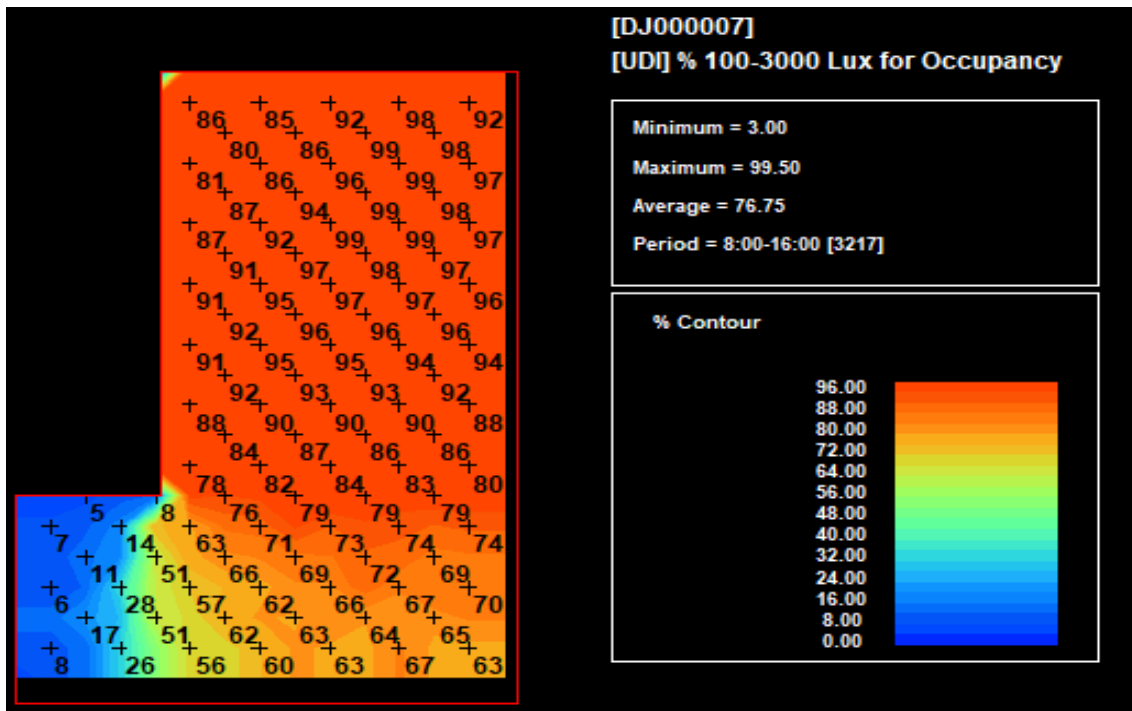 [DJ000007]
[UDI] % 100-3000 Lux for Occupancy
Minimum = 3.00
Maximum = 99.50
Average = 76.75
Period = 8:00-16:00 [3217]
% Contour
96.00
88.00
80.00
72.00
64.00
56.00
48.00
40.00
32.00
24.00
16.00
8.00
0.00
86 85 92 98 92
80 86 99 98
81 86 96 99 97
87 94 99 98
87 92 99 99 97
91 97 98 97
91 95 97 97 96
92 96 96 96
91 95 95 94 94
92 93 93 92
88 90 90 90 88
84 87 86 86
78 82 84 83 80
5 8 76 79 79 79
7 14 63 71 73 74 74
11 51 66 69 72 69
6 28 57 62 66 67 70
17 51 62 63 64 65
8 26 56 60 63 67 63